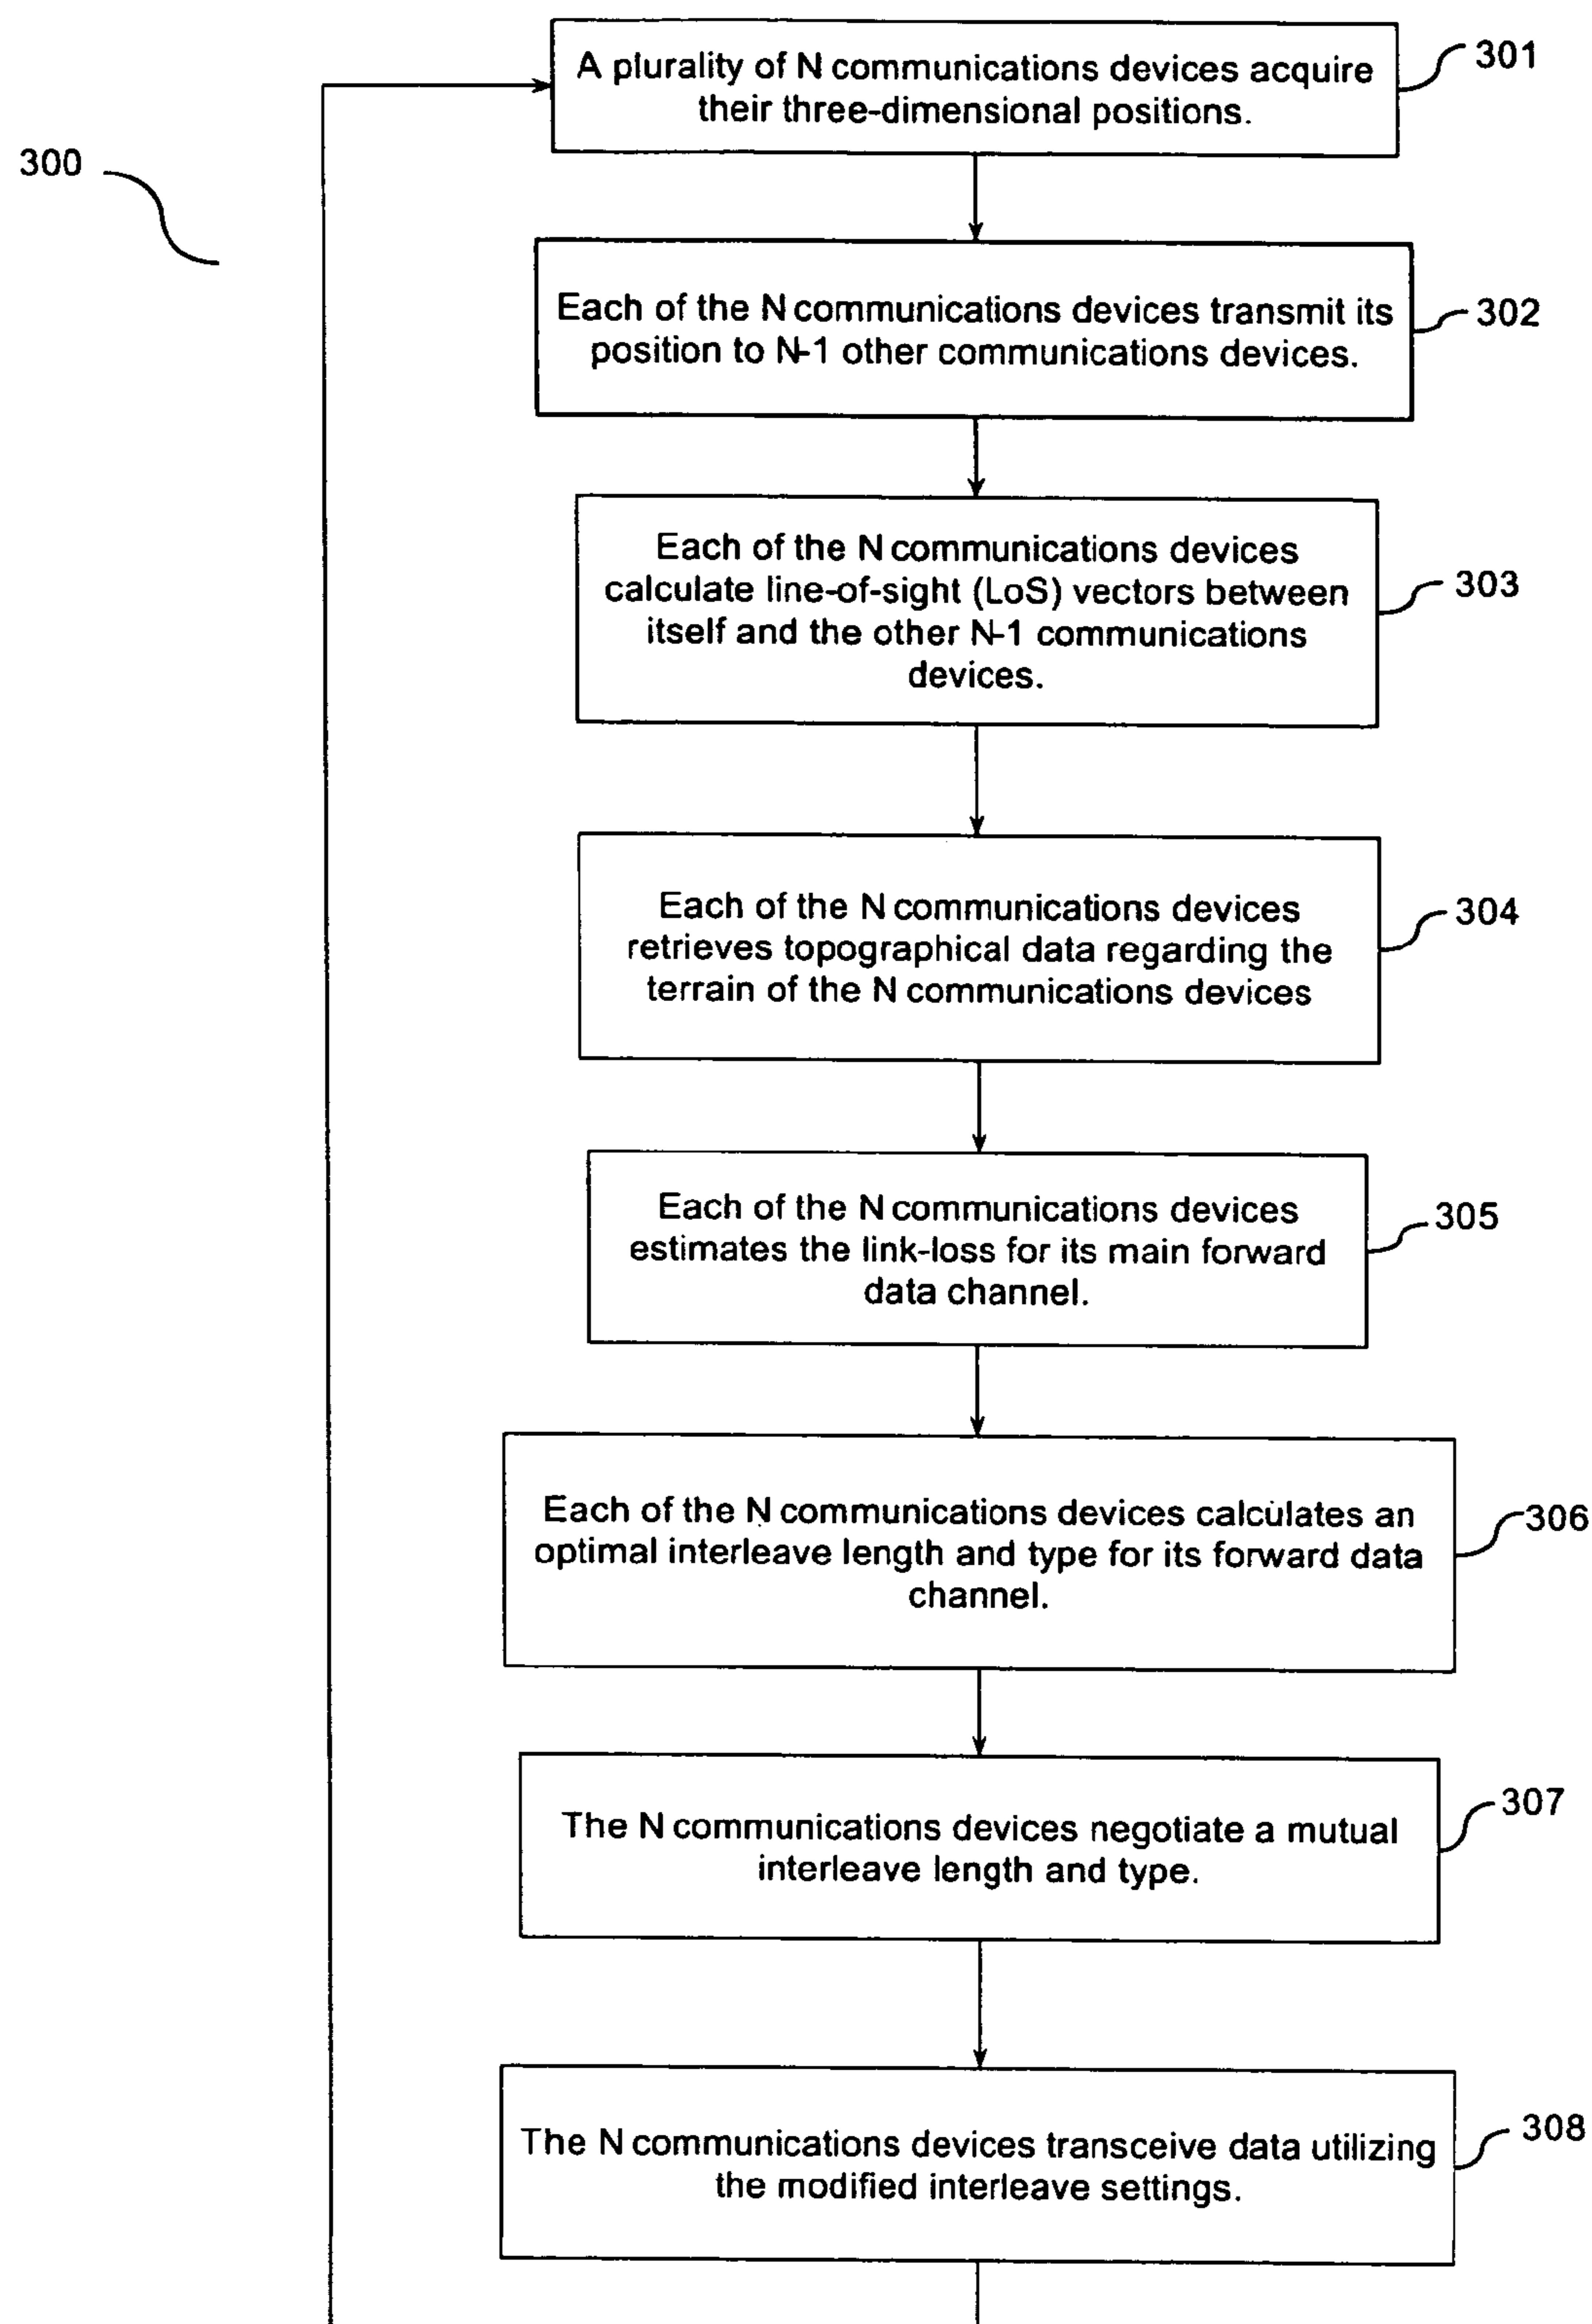 A plurality of N communications devices acquire
their three-dimensional positions.
301
300
Each of the N communications devices transmit its
position to N-1 other communications devices.
302
Each of the N communications devices
calculate line-of-sight (LoS) vectors between
itself and the other N-1 communications
devices.
303
Each of the N communications devices
retrieves topographical data regarding the
terrain of the N communications devices
304
Each of the N communications devices
estimates the link-loss for its main forward
data channel.
305
Each of the N communications devices calculates an
optimal interleave length and type for its forward data
channel.
306
The N communications devices negotiate a mutual
interleave length and type.
307
The N communications devices transceive data utilizing
the modified interleave settings.
308